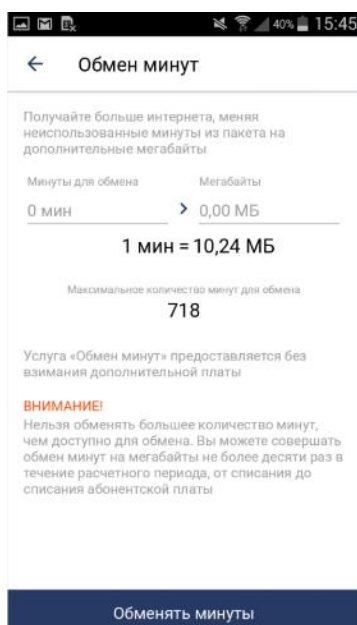 40% 15:45
Обмен минут
Получайте больше интернета, меняя
неиспользованные минуты из пакета на
дополнительные мегабайты
Минуты для обмена Мегабайты
0 мин > 0,00 МБ
1 мин = 10,24 МБ
Максимальное количество минут для обмена
718
Услуга «Обмен минут» предоставляется без
взимания дополнительной платы
ВНИМАНИЕ!
Нельзя обменять большее количество минут,
чем доступно для обмена. Вы можете совершать
обмен минут на мегабайты не более десяти раз в
течение расчетного периода, от списания до
списания абонентской платы
Обменять минуты